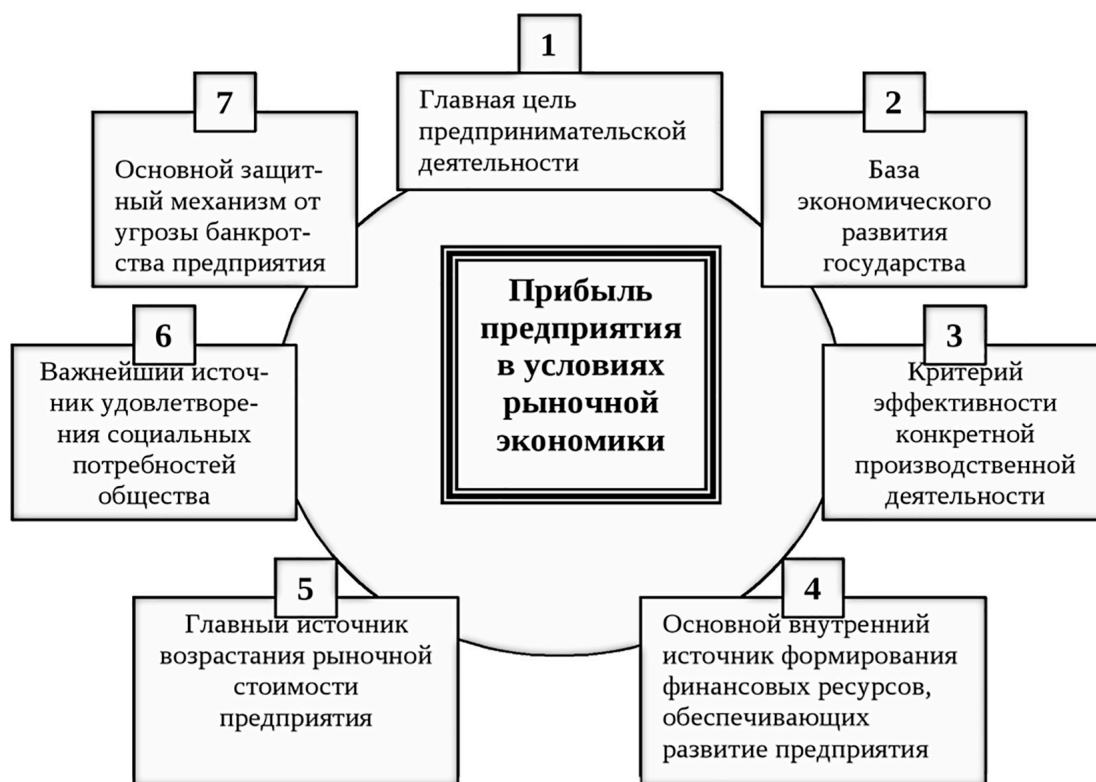 1
Главная цель
предпринимательской
деятельности
2
База
экономического
развития
государства
3
Критерий
эффективности
конкретной
производственной
деятельности
4
Основной внутренний
источник формирования
финансовых ресурсов,
обеспечивающих
развитие предприятия
5
Главный источник
возрастания рыночной
стоимости
предприятия
6
Важнейший источ-
ник удовлетворе-
ния социальных
потребностей
общества
7
Основной защит-
ный механизм от
угрозы банкрот-
ства предприятия
Прибыль
предприятия
в условиях
рыночной
экономики